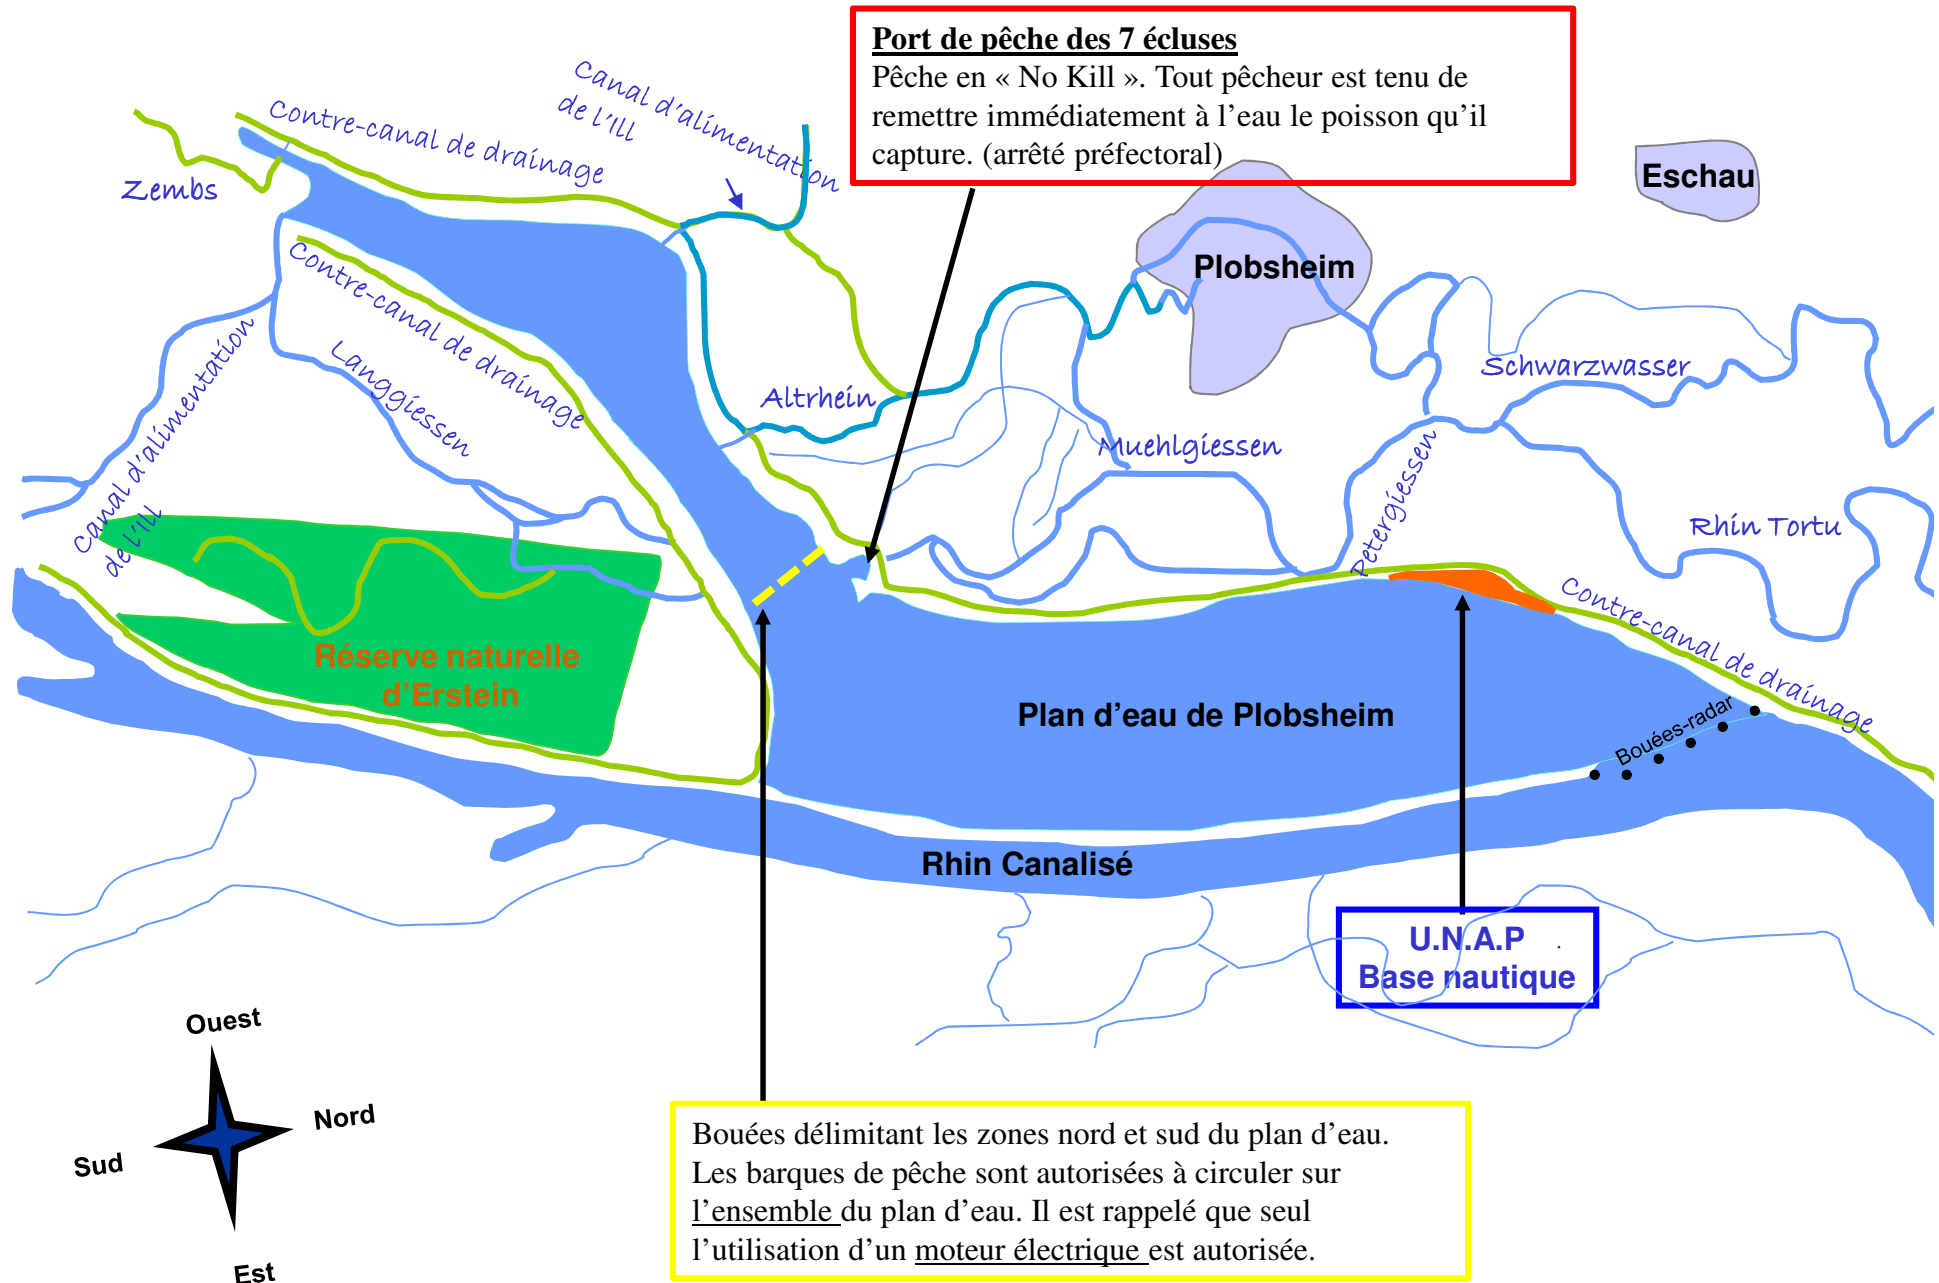 Port de pêche des 7 écluses
Pêche en « No Kill ». Tout pêcheur est tenu de
remettre immédiatement à l’eau le poisson qu’il
capture. (arrêté préfectoral)
Canal d'alimentation
de l'Ill
Contre-canal de drainage
Zembs
Eschau
Plobsheim
Contre-canal de drainage
Langgiessen
Canal d'alimentation
de l'Ill
Altrhein
Schwarzwasser
Muehlgiessen
Petergiessen
Rhin Tortu
Contre-canal de drainage
Réserve naturelle
d’Erstein
Plan d’eau de Plobsheim
Bouées-radar
Rhin Canalisé
U.N.A.P .
Base nautique
Ouest
Nord
Sud
Est
Bouées délimitant les zones nord et sud du plan d’eau.
Les barques de pêche sont autorisées à circuler sur
l’ensemble du plan d’eau. Il est rappelé que seul
l’utilisation d’un moteur électrique est autorisée.